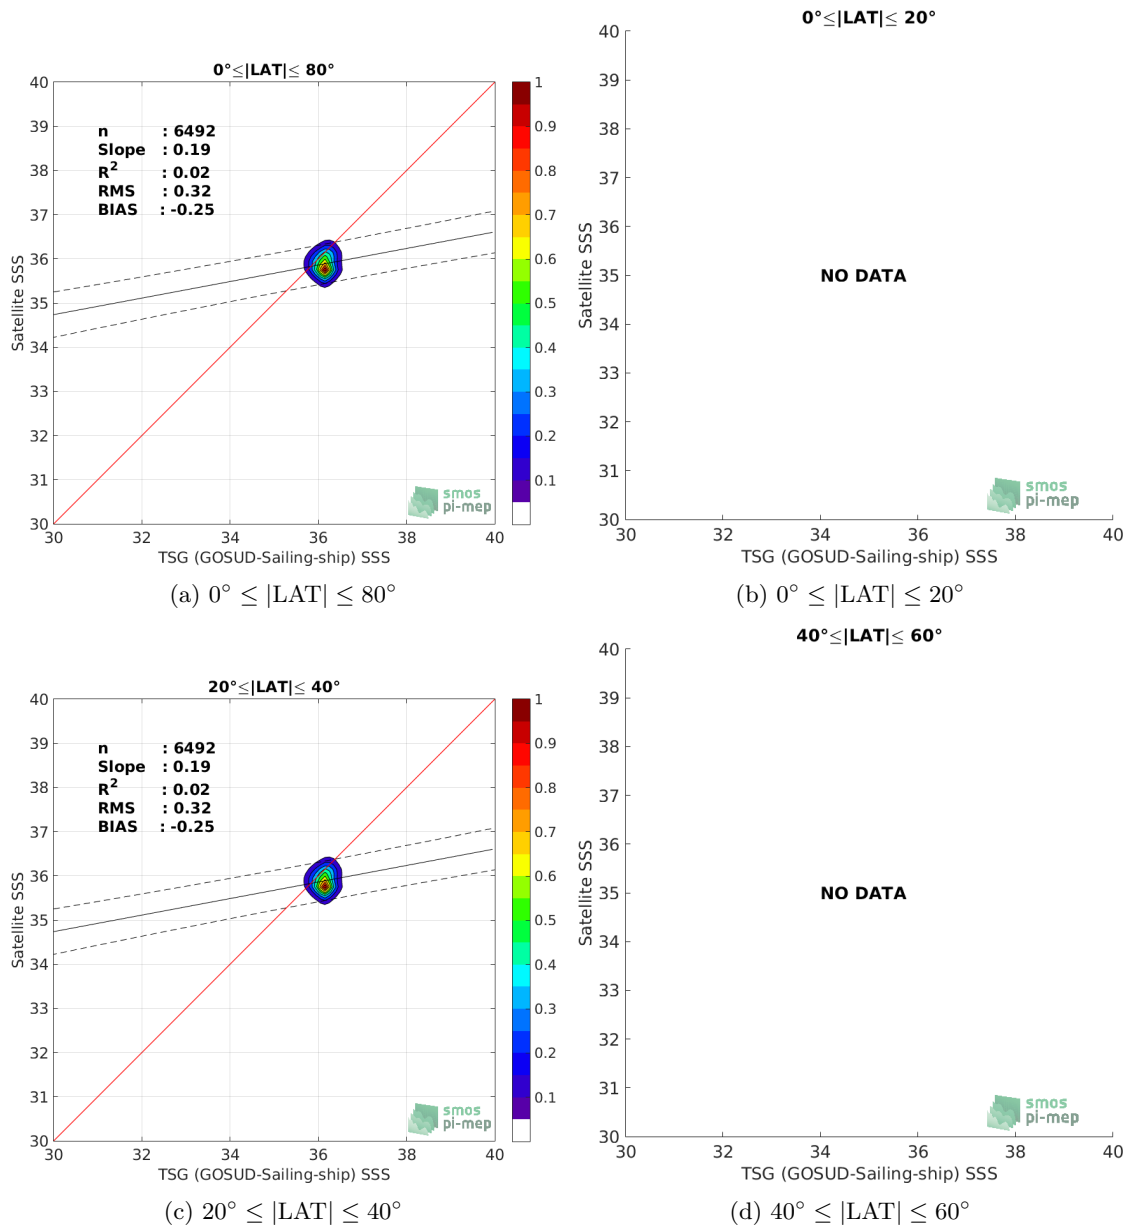 0°≤|LAT|≤ 80°
40
39
38
37
36
35
34
33
32
31
30
Satellite SSS
n : 6492
Slope : 0.19
R² : 0.02
RMS : 0.32
BIAS : -0.25
smos
pi-mep
30 32 34 36 38 40
TSG (GOSUD-Sailing-ship) SSS
1
0.9
0.8
0.7
0.6
0.5
0.4
0.3
0.2
0.1
(a) 0° ≤ |LAT| ≤ 80°
0°≤|LAT|≤ 20°
40
39
38
37
36
35
34
33
32
31
30
Satellite SSS
NO DATA
smos
pi-mep
30 32 34 36 38 40
TSG (GOSUD-Sailing-ship) SSS
(b) 0° ≤ |LAT| ≤ 20°
20°≤|LAT|≤ 40°
40
39
38
37
36
35
34
33
32
31
30
Satellite SSS
n : 6492
Slope : 0.19
R² : 0.02
RMS : 0.32
BIAS : -0.25
smos
pi-mep
30 32 34 36 38 40
TSG (GOSUD-Sailing-ship) SSS
1
0.9
0.8
0.7
0.6
0.5
0.4
0.3
0.2
0.1
(c) 20° ≤ |LAT| ≤ 40°
40°≤|LAT|≤ 60°
40
39
38
37
36
35
34
33
32
31
30
Satellite SSS
NO DATA
smos
pi-mep
30 32 34 36 38 40
TSG (GOSUD-Sailing-ship) SSS
(d) 40° ≤ |LAT| ≤ 60°